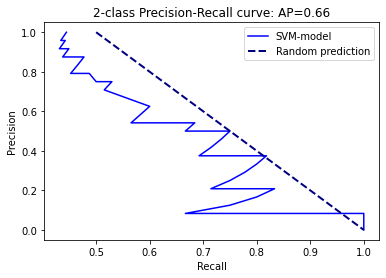 2-class Precision-Recall curve: AP=0.66
SVM-model
Random prediction
Precision
1.0
0.8
0.6
0.4
0.2
0.0
0.5 0.6 0.7 0.8 0.9 1.0
Recall